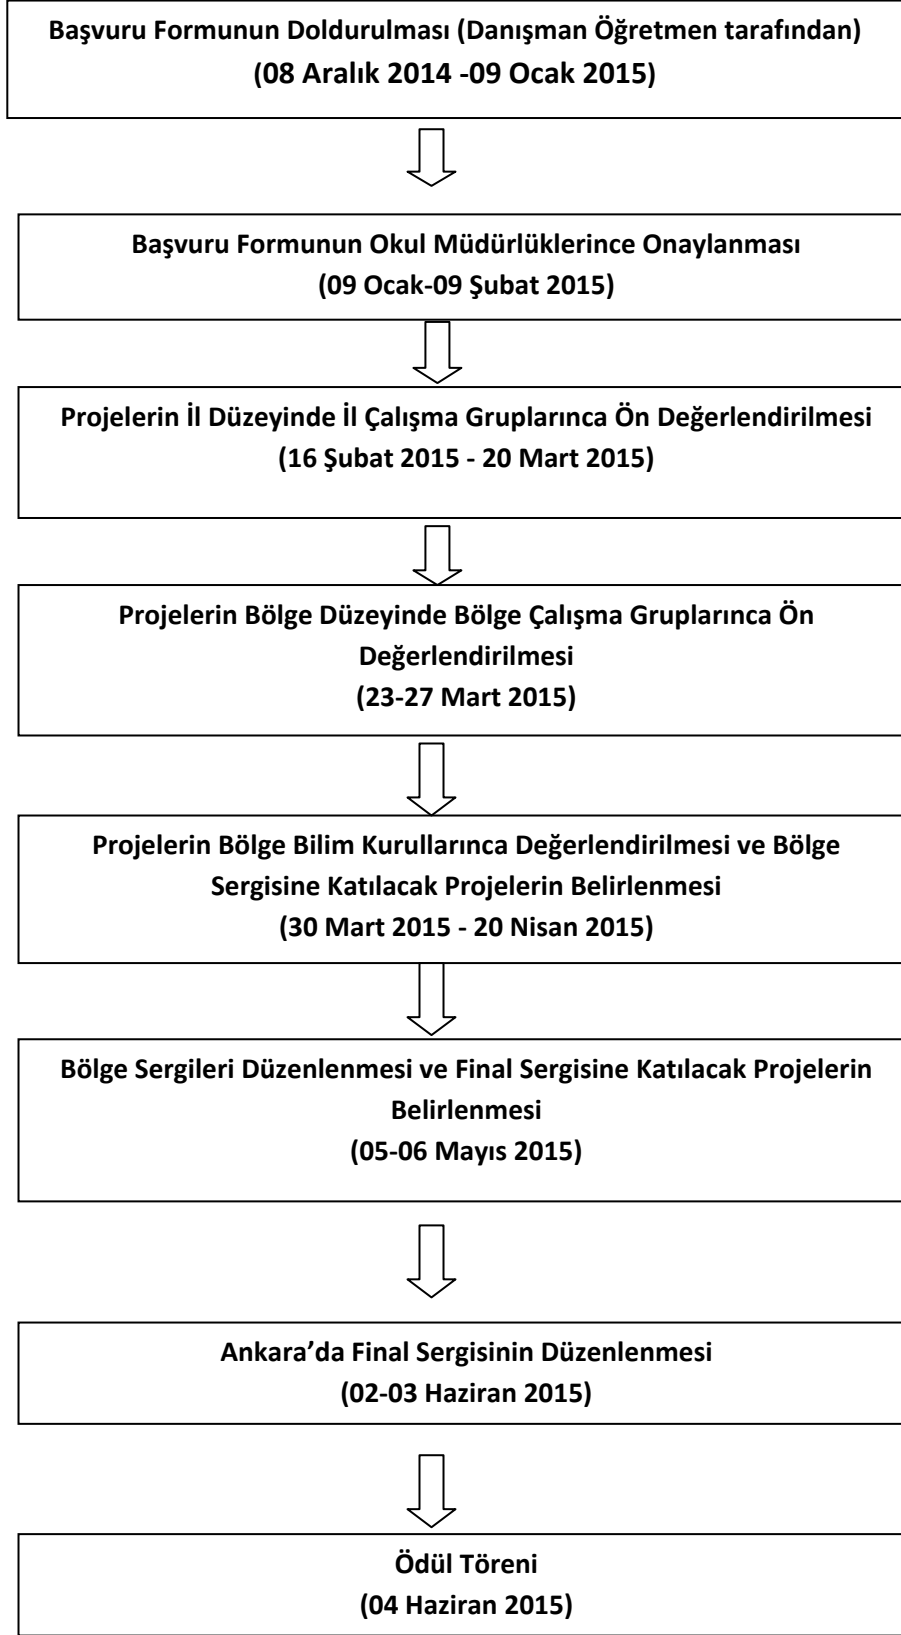 Başvuru Formunun Doldurulması (Danışman Öğretmen tarafından)
(08 Aralık 2014 -09 Ocak 2015)
Başvuru Formunun Okul Müdürlüklerince Onaylanması
(09 Ocak-09 Şubat 2015)
Projelerin İl Düzeyinde İl Çalışma Gruplarınca Ön Değerlendirilmesi
(16 Şubat 2015 - 20 Mart 2015)
Projelerin Bölge Düzeyinde Bölge Çalışma Gruplarınca Ön
Değerlendirilmesi
(23-27 Mart 2015)
Projelerin Bölge Bilim Kurullarınca Değerlendirilmesi ve Bölge
Sergisine Katılacak Projelerin Belirlenmesi
(30 Mart 2015 - 20 Nisan 2015)
Bölge Sergileri Düzenlenmesi ve Final Sergisine Katılacak Projelerin
Belirlenmesi
(05-06 Mayıs 2015)
Ankara’da Final Sergisinin Düzenlenmesi
(02-03 Haziran 2015)
Ödül Töreni
(04 Haziran 2015)